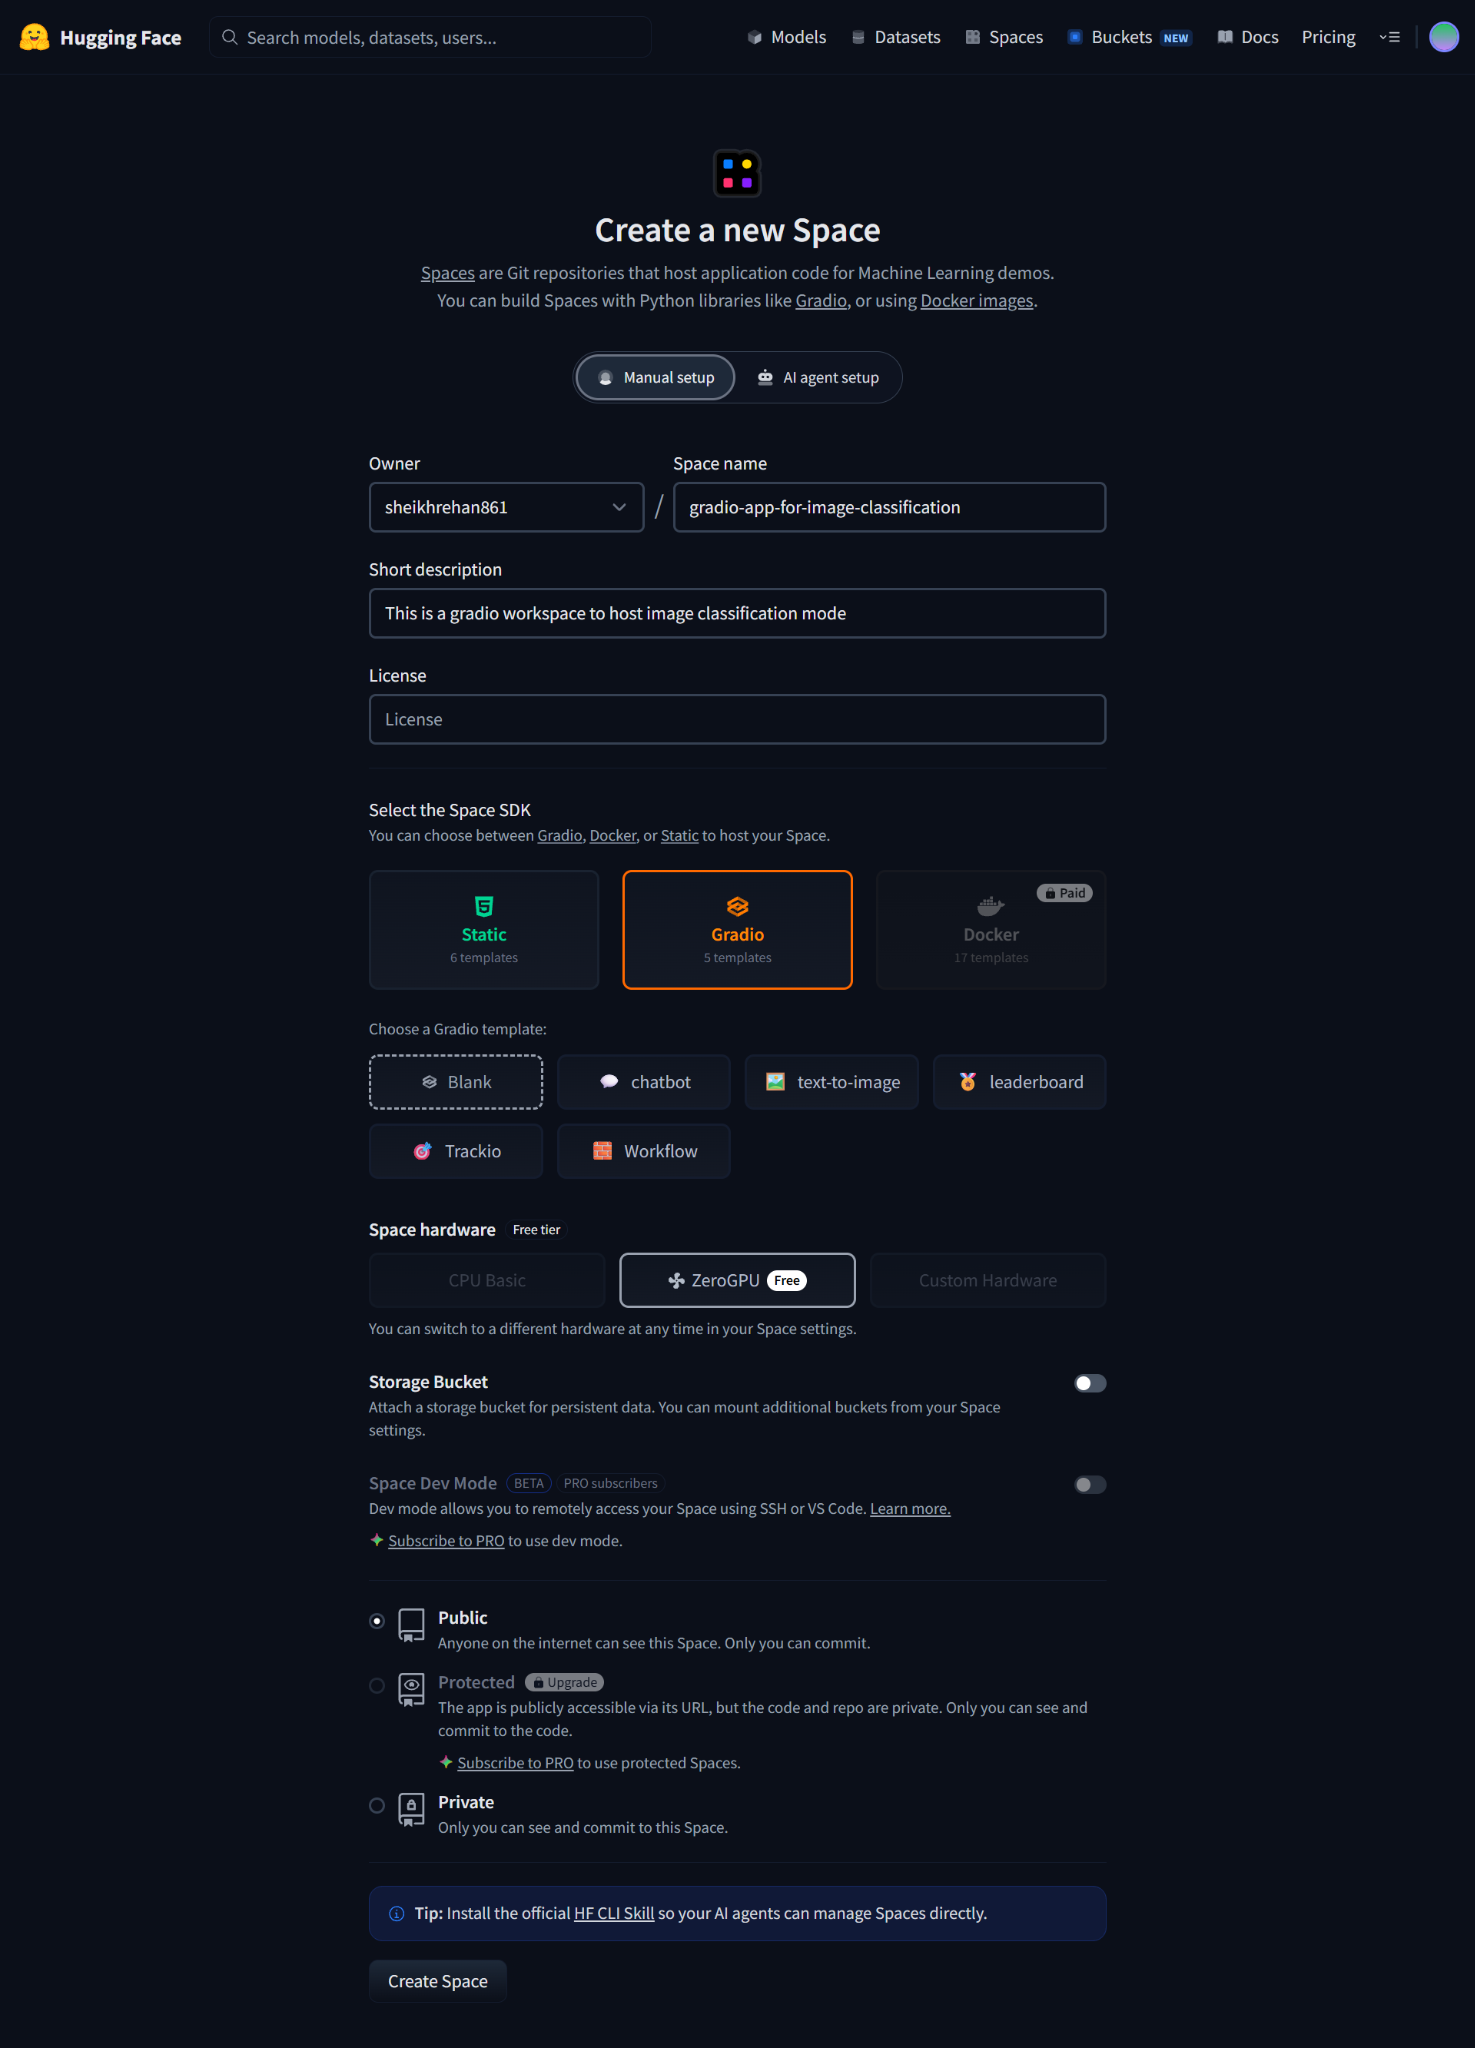 Hugging Face
Search models, datasets, users...
Models
Datasets
Spaces
Buckets NEW
Docs
Pricing
Create a new Space
Spaces are Git repositories that host application code for Machine Learning demos.
You can build Spaces with Python libraries like Gradio, or using Docker images.
Manual setup
AI agent setup
Owner
Space name
sheikhrehan861
/
gradio-app-for-image-classification
Short description
This is a gradio workspace to host image classification mode
License
License
Select the Space SDK
You can choose between Gradio, Docker, or Static to host your Space.
Static
6 templates
Gradio
5 templates
Paid
Docker
17 templates
Choose a Gradio template:
Blank
chatbot
text-to-image
leaderboard
Trackio
Workflow
Space hardware Free tier
CPU Basic
ZeroGPU Free
Custom Hardware
You can switch to a different hardware at any time in your Space settings.
Storage Bucket
Attach a storage bucket for persistent data. You can mount additional buckets from your Space
settings.
Space Dev Mode BETA PRO subscribers
Dev mode allows you to remotely access your Space using SSH or VS Code. Learn more.
Subscribe to PRO to use dev mode.
Public
Anyone on the internet can see this Space. Only you can commit.
Protected Upgrade
The app is publicly accessible via its URL, but the code and repo are private. Only you can see and
commit to the code.
Subscribe to PRO to use protected Spaces.
Private
Only you can see and commit to this Space.
Tip: Install the official HF CLI Skill so your AI agents can manage Spaces directly.
Create Space